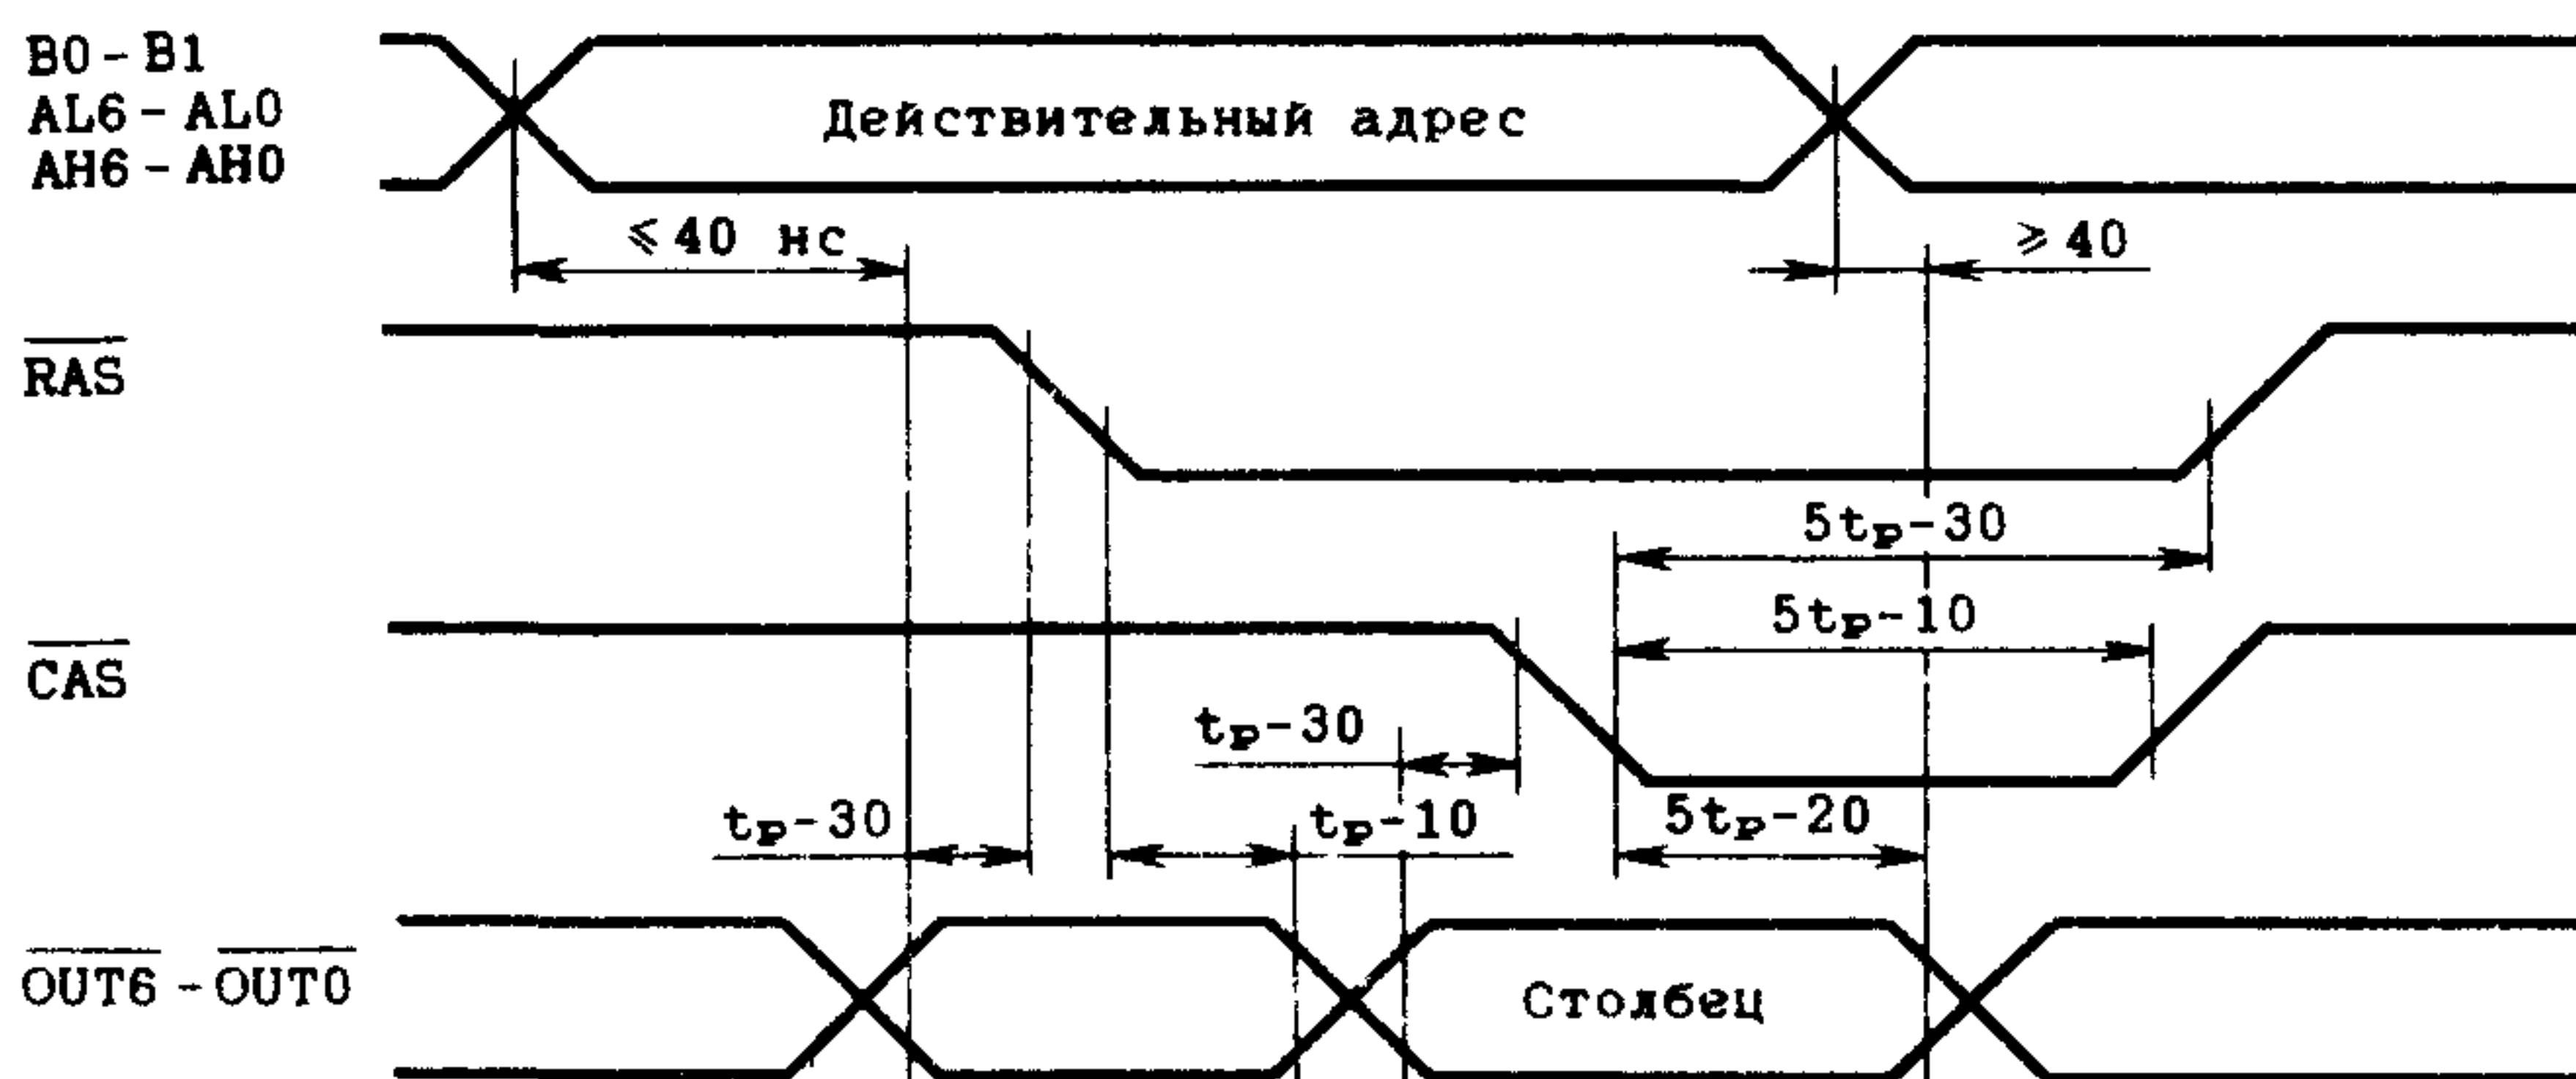 B0 - B1
AL6 - AL0
AH6 - AH0
Действительный адрес
≤ 40 нс
≥ 40
RAS
5tP-30
CAS
5tP-10
tP-30
tP-30
tP-10
5tP-20
OUT6 - OUT0
Столбец